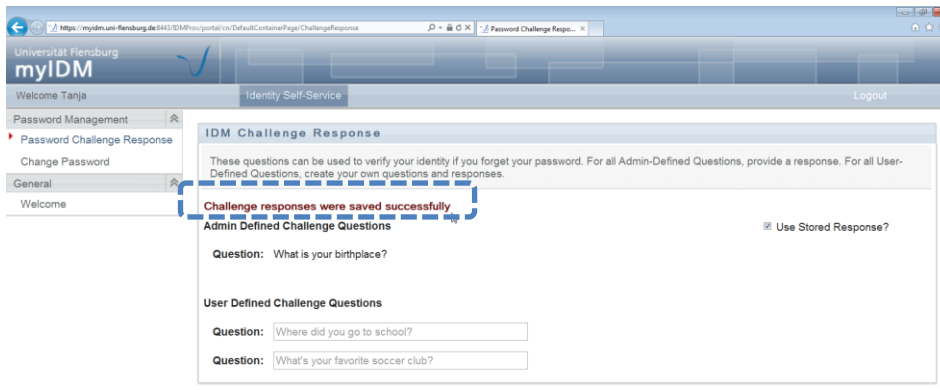 https://myidm.uni-flensburg.de:8443/IDMProv/portal/cn/DefaultContainerPage/ChallengeResponse
Password Challenge Respo...
Universität Flensburg
myIDM
Welcome Tanja
Identity Self-Service
Logout
Password Management
Password Challenge Response
Change Password
General
Welcome
IDM Challenge Response
These questions can be used to verify your identity if you forget your password. For all Admin-Defined Questions, provide a response. For all User-
Defined Questions, create your own questions and responses.
Challenge responses were saved successfully
Admin Defined Challenge Questions
Use Stored Response?
Question: What is your birthplace?
User Defined Challenge Questions
Question: Where did you go to school?
Question: What's your favorite soccer club?